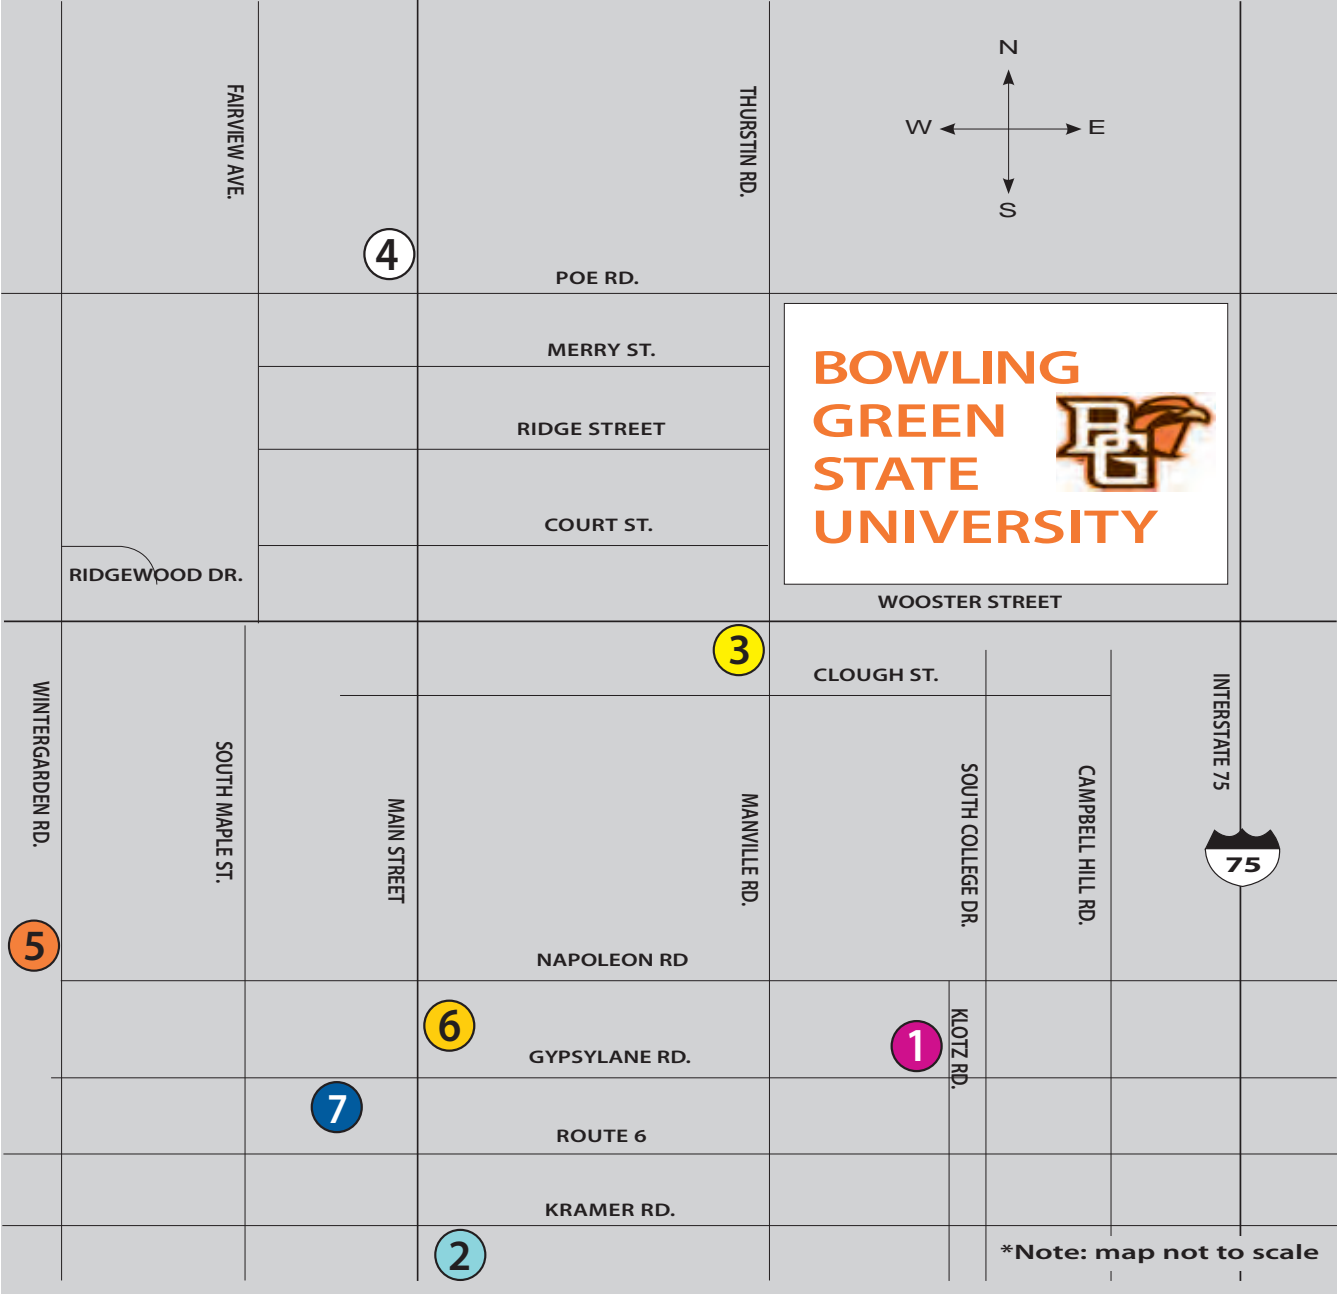 N
W E
S
FAIRVIEW AVE.
THURSTIN RD.
4
POE RD.
MERRY ST.
RIDGE STREET
COURT ST.
BOWLING
GREEN
STATE
UNIVERSITY
BG
RIDGEWOOD DR.
WOOSTER STREET
3
CLOUGH ST.
WINTERGARDEN RD.
SOUTH MAPLE ST.
MAIN STREET
MANVILLE RD.
SOUTH COLLEGE DR.
CAMPBELL HILL RD.
INTERSTATE 75
75
5
NAPOLEON RD
6
1
KLOTZ RD.
GYPSYLANE RD.
7
ROUTE 6
KRAMER RD.
2
*Note: map not to scale